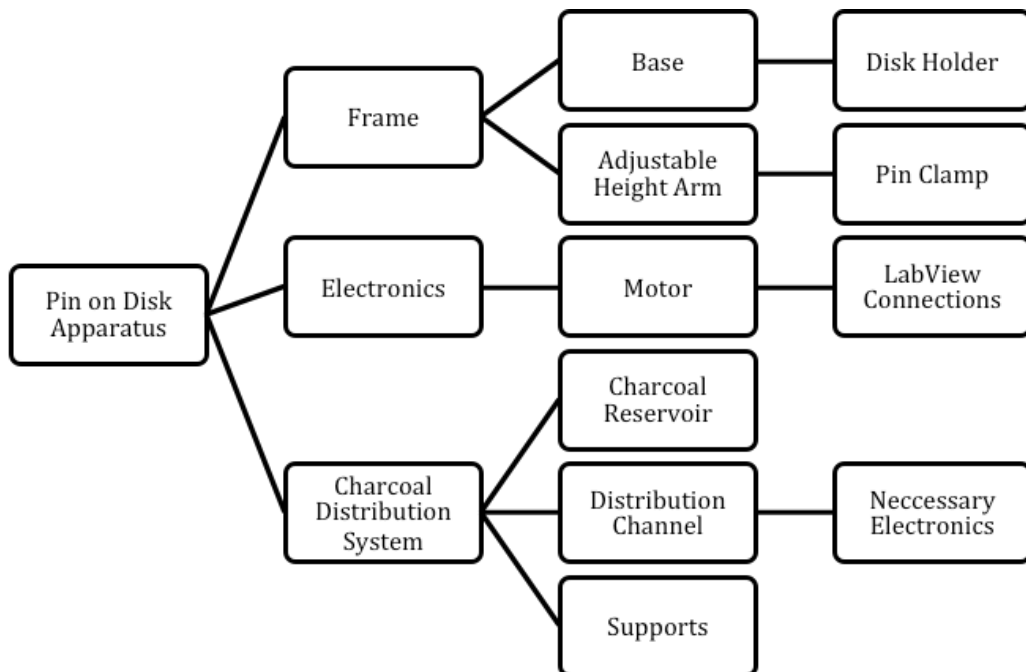 Pin on Disk
Apparatus
Frame
Base
Disk Holder
Adjustable
Height Arm
Pin Clamp
Electronics
Motor
LabView
Connections
Charcoal
Distribution
System
Charcoal
Reservoir
Distribution
Channel
Neccessary
Electronics
Supports